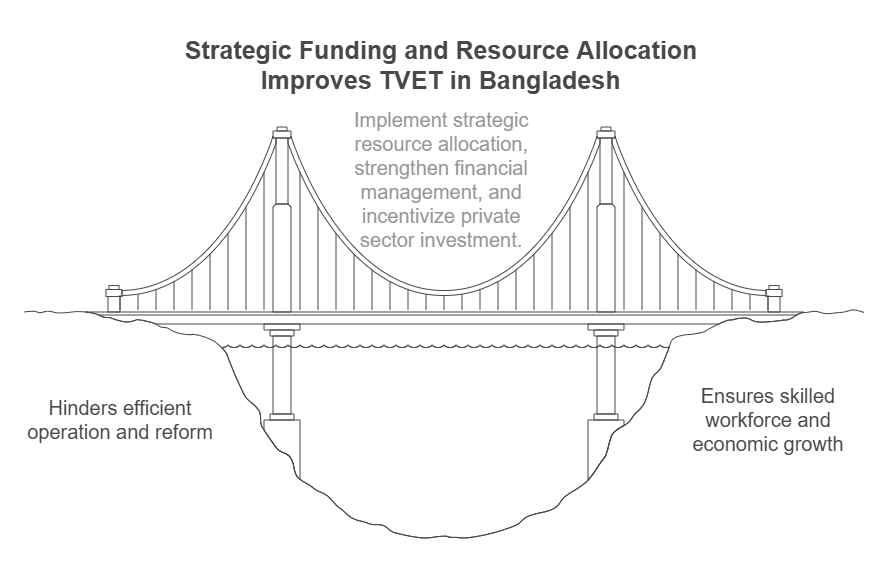 Strategic Funding and Resource Allocation
Improves TVET in Bangladesh
Implement strategic
resource allocation,
strengthen financial
management, and
incentivize private
sector investment.
Hinders efficient
operation and reform
Ensures skilled
workforce and
economic growth